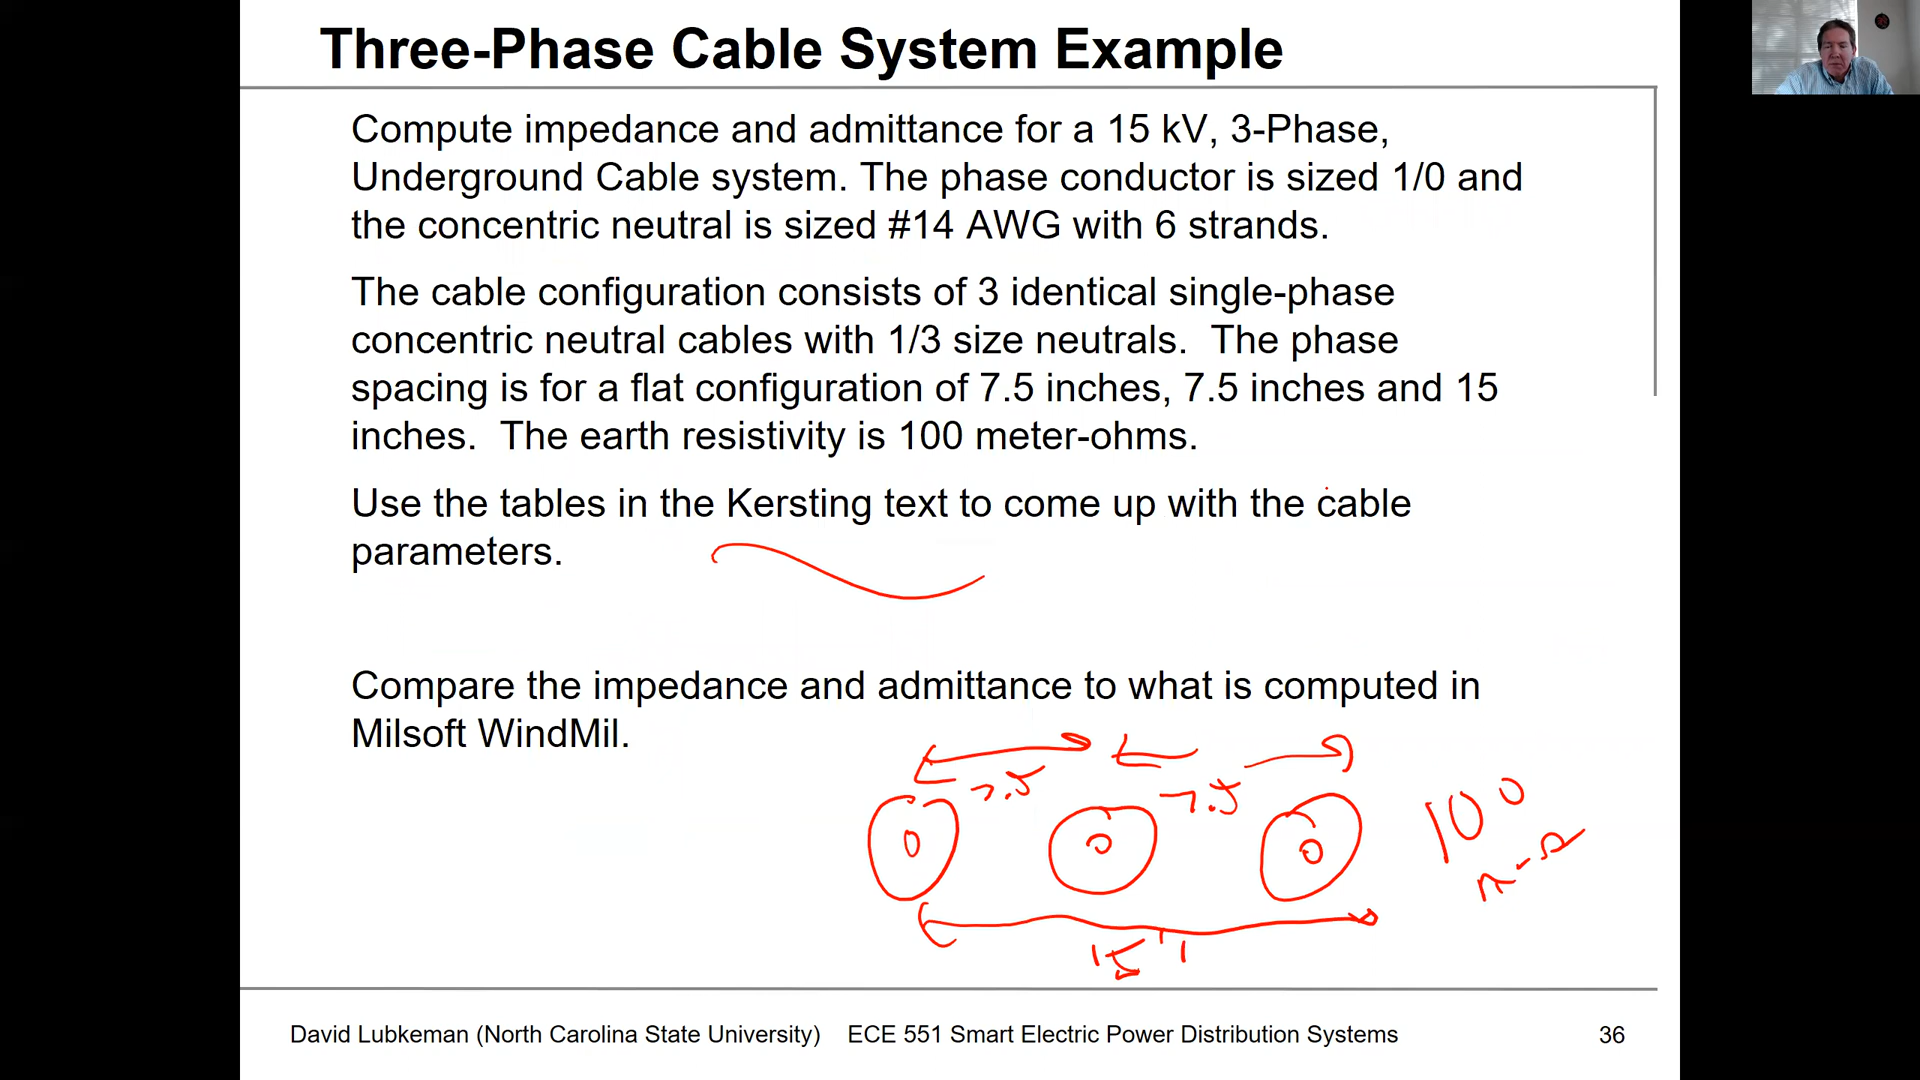 Three-Phase Cable System Example
Compute impedance and admittance for a 15 kV, 3-Phase,
Underground Cable system. The phase conductor is sized 1/0 and
the concentric neutral is sized #14 AWG with 6 strands.
The cable configuration consists of 3 identical single-phase
concentric neutral cables with 1/3 size neutrals. The phase
spacing is for a flat configuration of 7.5 inches, 7.5 inches and 15
inches. The earth resistivity is 100 meter-ohms.
Use the tables in the Kersting text to come up with the cable
parameters.
Compare the impedance and admittance to what is computed in
Milsoft WindMil.
7.5 7.5
100
m-Ω
15"
David Lubkeman (North Carolina State University) ECE 551 Smart Electric Power Distribution Systems 36